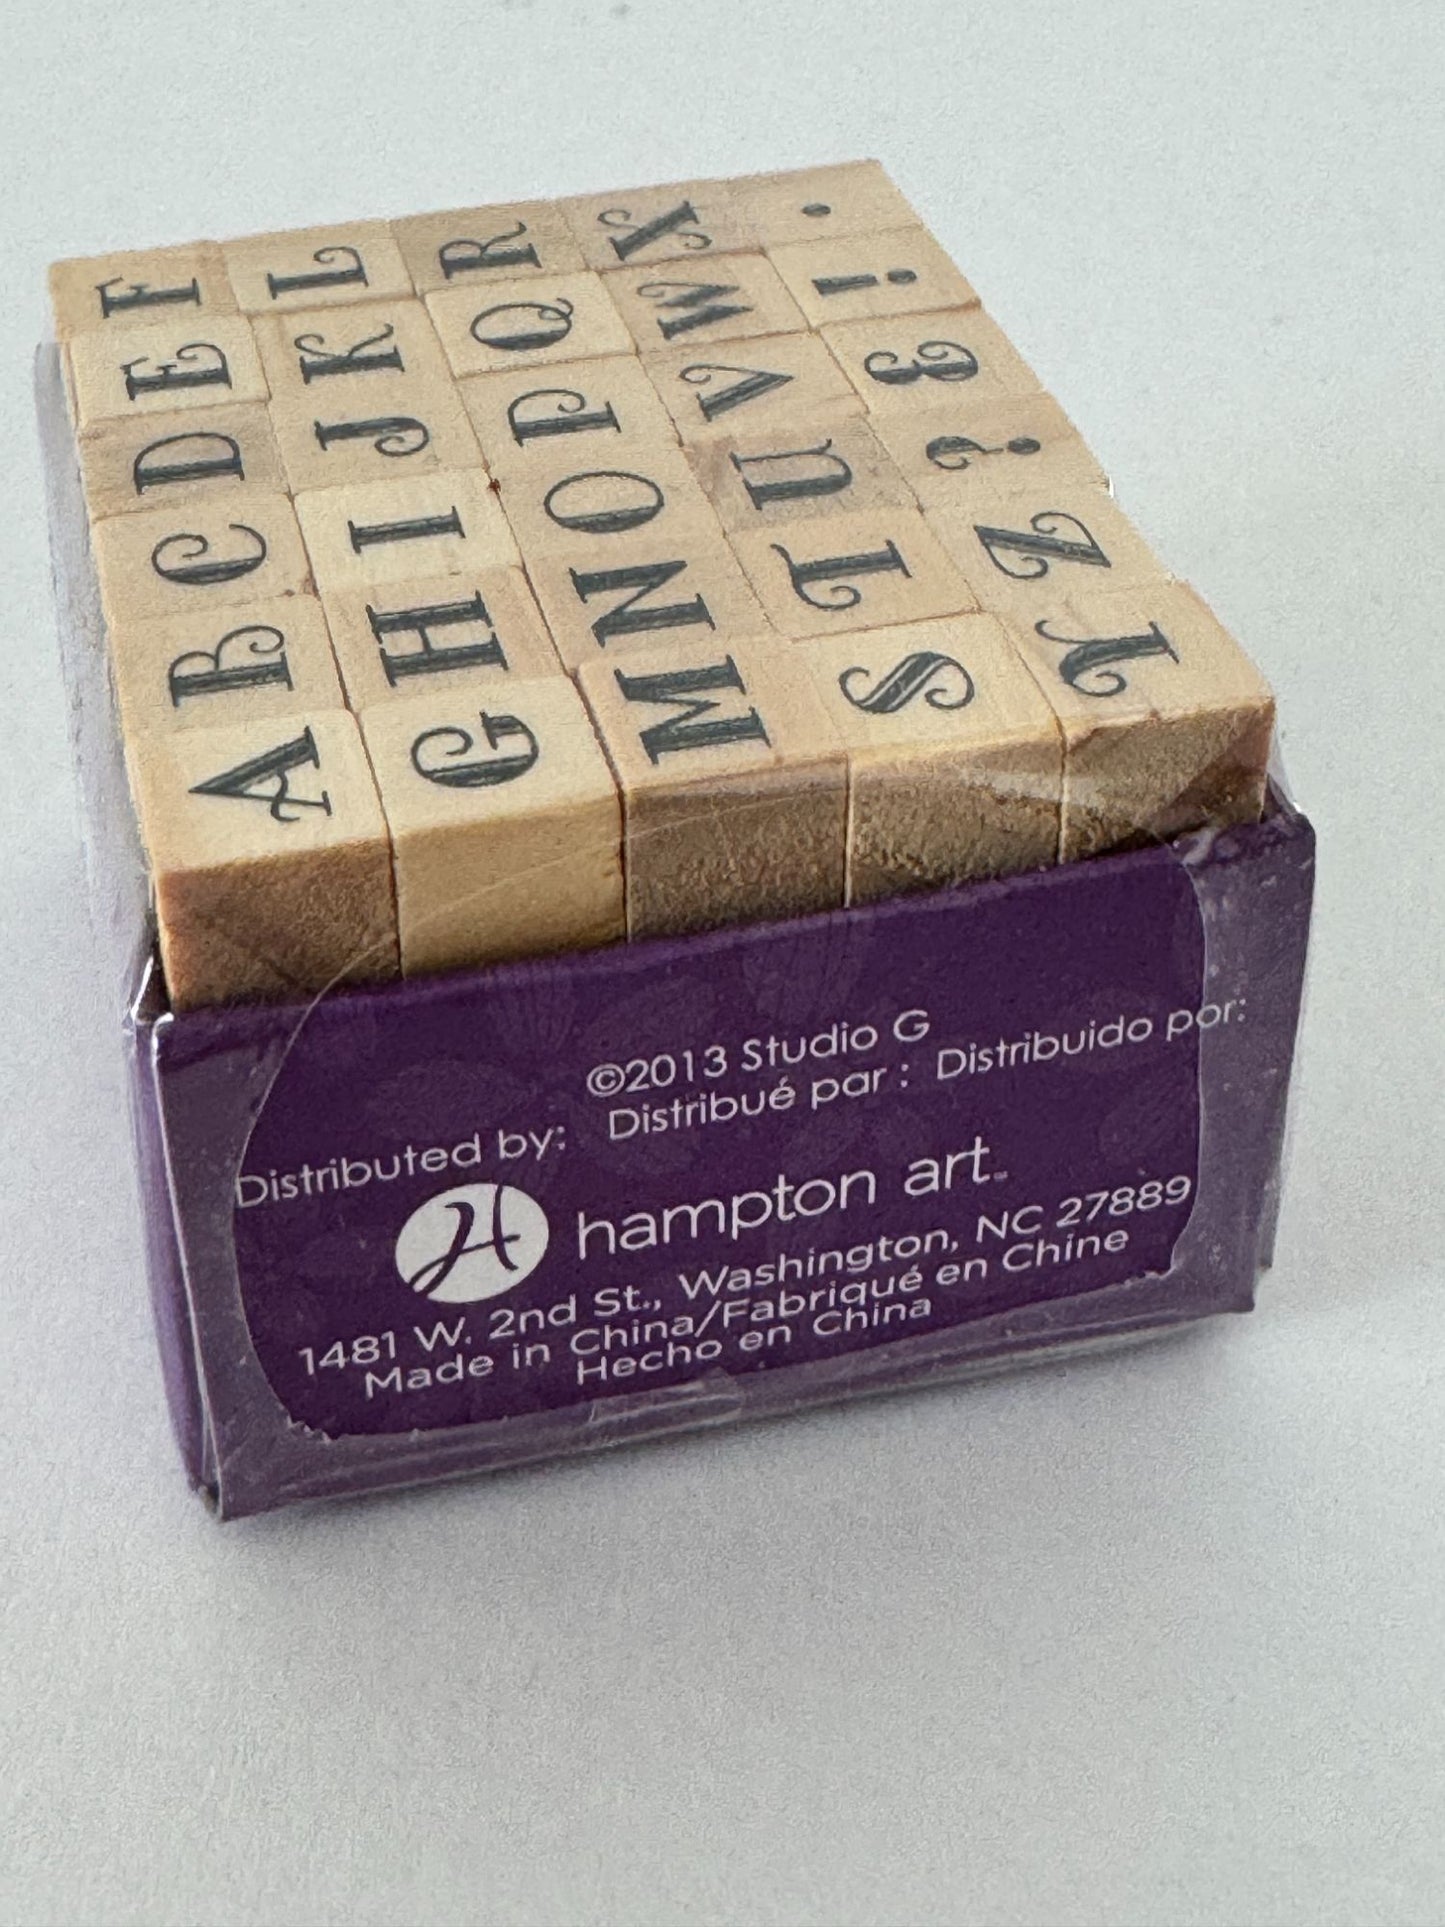 A B C D E F
G H I J K L
M N O P Q R
S T U V W X
Y Z ? & ! .
©2013 Studio G
Distributed by: Distribué par : Distribuido por:
H hampton art™
1481 W. 2nd St., Washington, NC 27889
Made in China/Fabriqué en Chine
Hecho en China